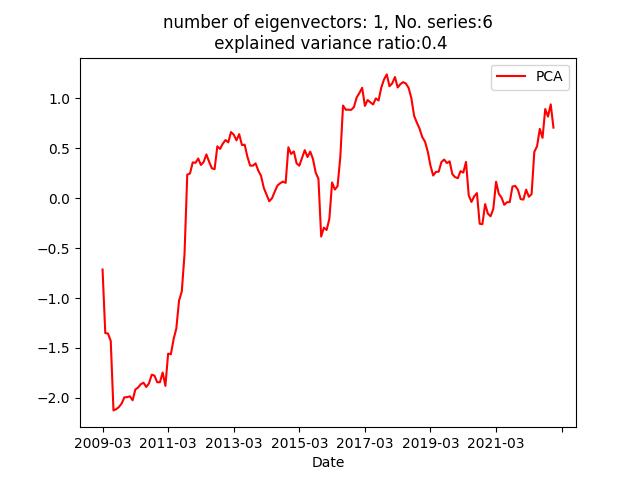 number of eigenvectors: 1, No. series:6
explained variance ratio:0.4
PCA
1.0
0.5
0.0
−0.5
−1.0
−1.5
−2.0
2009-03 2011-03 2013-03 2015-03 2017-03 2019-03 2021-03
Date